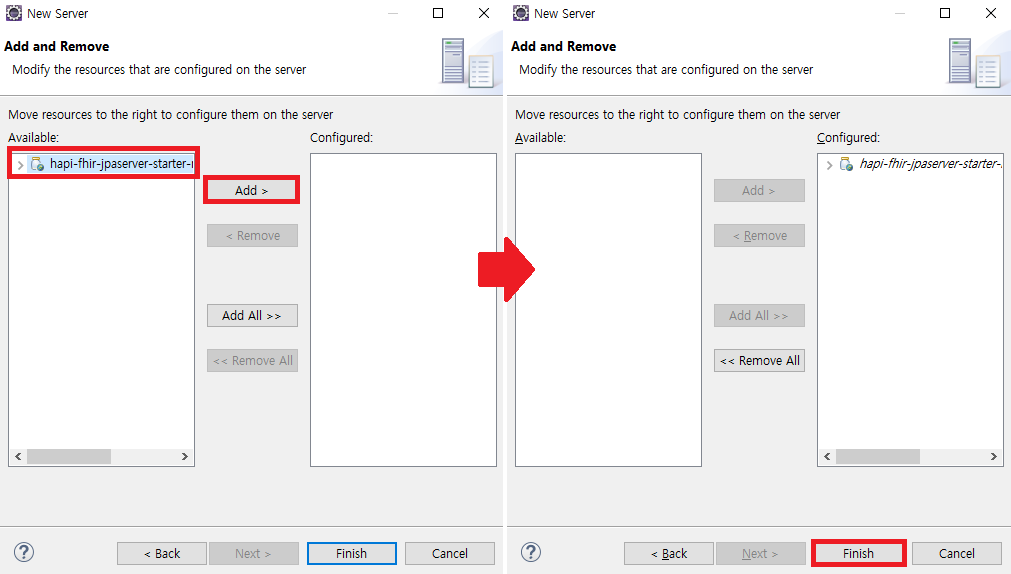 New Server
Add and Remove
Modify the resources that are configured on the server
Move resources to the right to configure them on the server
Available:
Configured:
hapi-fhir-jpaserver-starter-
Add >
< Remove
Add All >>
<< Remove All
< Back
Next >
Finish
Cancel
New Server
Add and Remove
Modify the resources that are configured on the server
Move resources to the right to configure them on the server
Available:
Configured:
hapi-fhir-jpaserver-starter-
Add >
< Remove
Add All >>
<< Remove All
< Back
Next >
Finish
Cancel